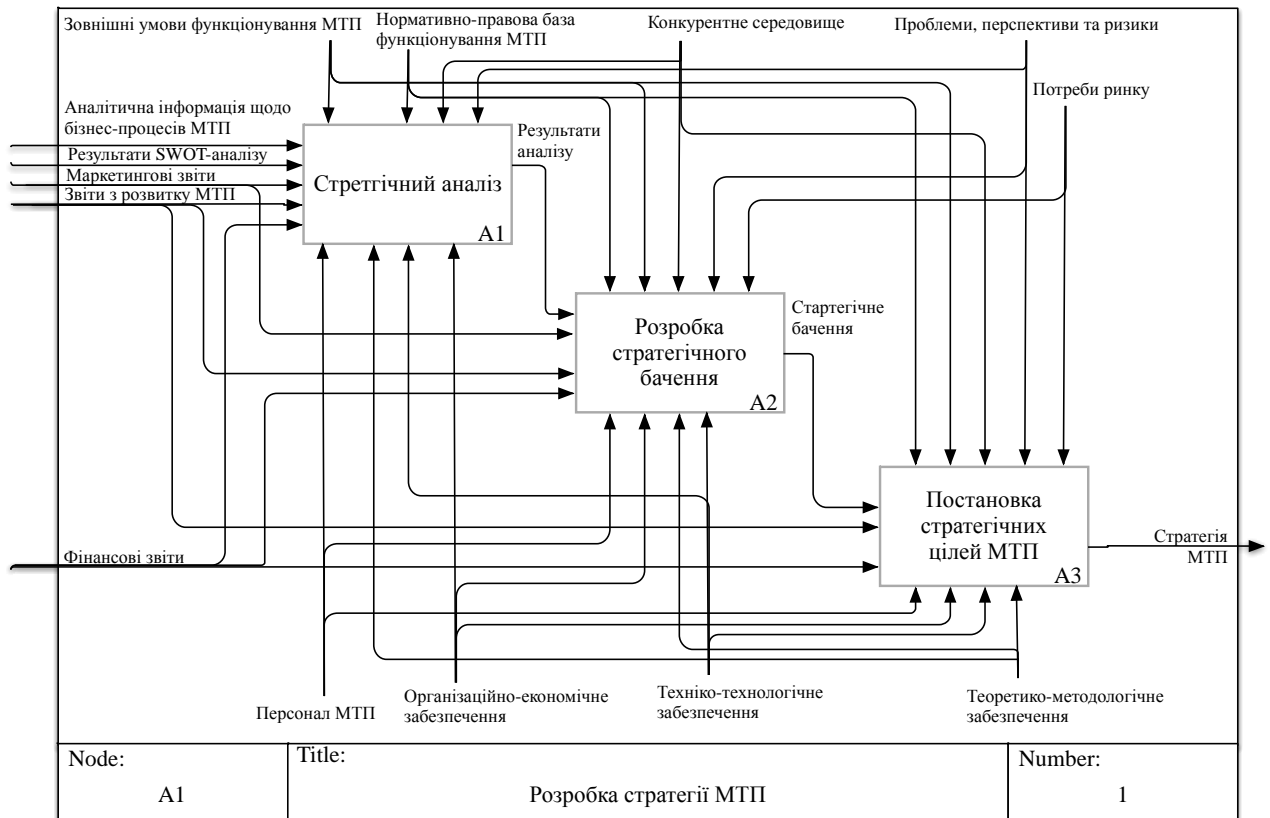 Зовнішні умови функціонування МТП
Нормативно-правова база
функціонування МТП
Конкурентне середовище
Проблеми, перспективи та ризики
Потреби ринку
Аналітична інформація щодо
бізнес-процесів МТП
Результати SWOT-аналізу
Маркетингові звіти
Звіти з розвитку МТП
Результати
аналізу
Стретгічний аналіз
A1
Розробка
стратегічного
бачення
A2
Стартегічне
бачення
Постановка
стратегічних
цілей МТП
A3
Фінансові звіти
Стратегія
МТП
Персонал МТП
Організаційно-економічне
забезпечення
Техніко-технологічне
забезпечення
Теоретико-методологічне
забезпечення
Node:
A1
Title:
Розробка стратегії МТП
Number:
1